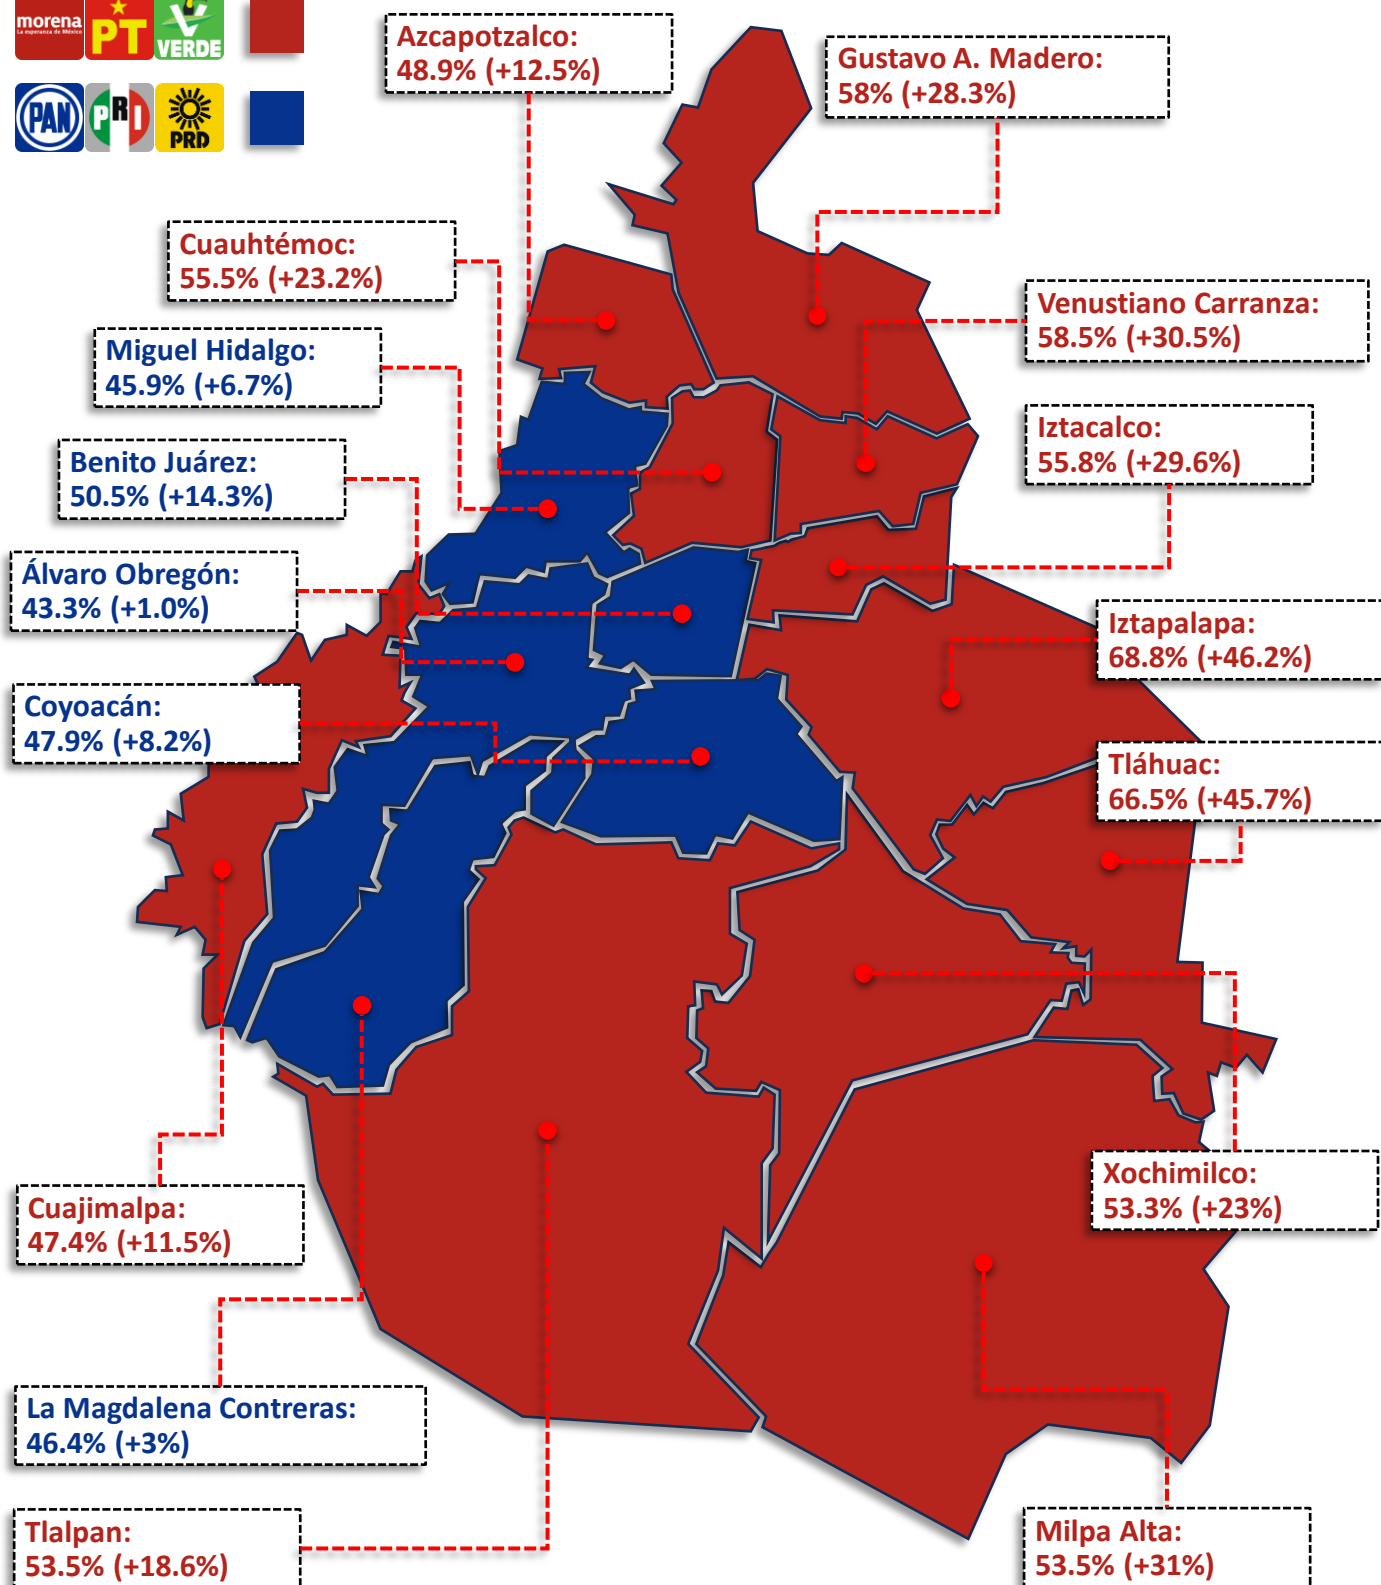 morena
La esperanza de México
PT
VERDE
PAN
PRI
PRD
Azcapotzalco:
48.9% (+12.5%)
Gustavo A. Madero:
58% (+28.3%)
Cuauhtémoc:
55.5% (+23.2%)
Venustiano Carranza:
58.5% (+30.5%)
Miguel Hidalgo:
45.9% (+6.7%)
Iztacalco:
55.8% (+29.6%)
Benito Juárez:
50.5% (+14.3%)
Álvaro Obregón:
43.3% (+1.0%)
Iztapalapa:
68.8% (+46.2%)
Coyoacán:
47.9% (+8.2%)
Tláhuac:
66.5% (+45.7%)
Xochimilco:
53.3% (+23%)
Cuajimalpa:
47.4% (+11.5%)
La Magdalena Contreras:
46.4% (+3%)
Tlalpan:
53.5% (+18.6%)
Milpa Alta:
53.5% (+31%)